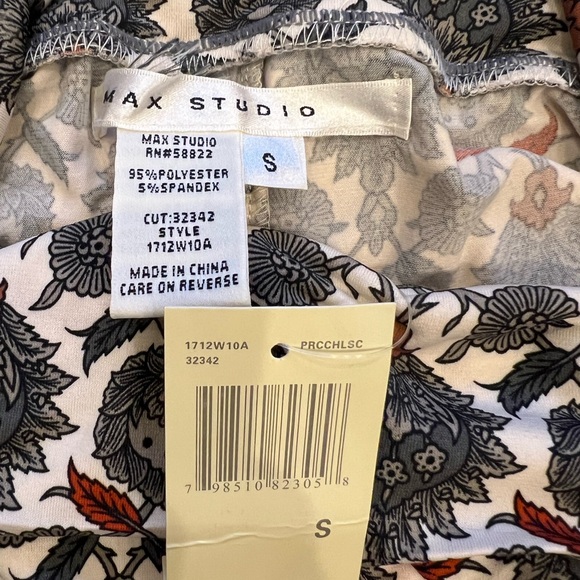 MAX STUDIO
MAX STUDIO
RN#58822
S
95%POLYESTER
5%SPANDEX
CUT:32342
STYLE
1712W10A
MADE IN CHINA
CARE ON REVERSE
1712W10A PRCCHLSC
32342
7 98510 82305 8
S